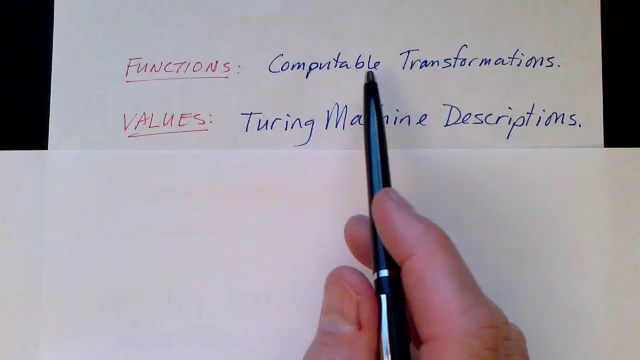 FUNCTIONS: Computable Transformations.
VALUES: Turing Machine Descriptions.